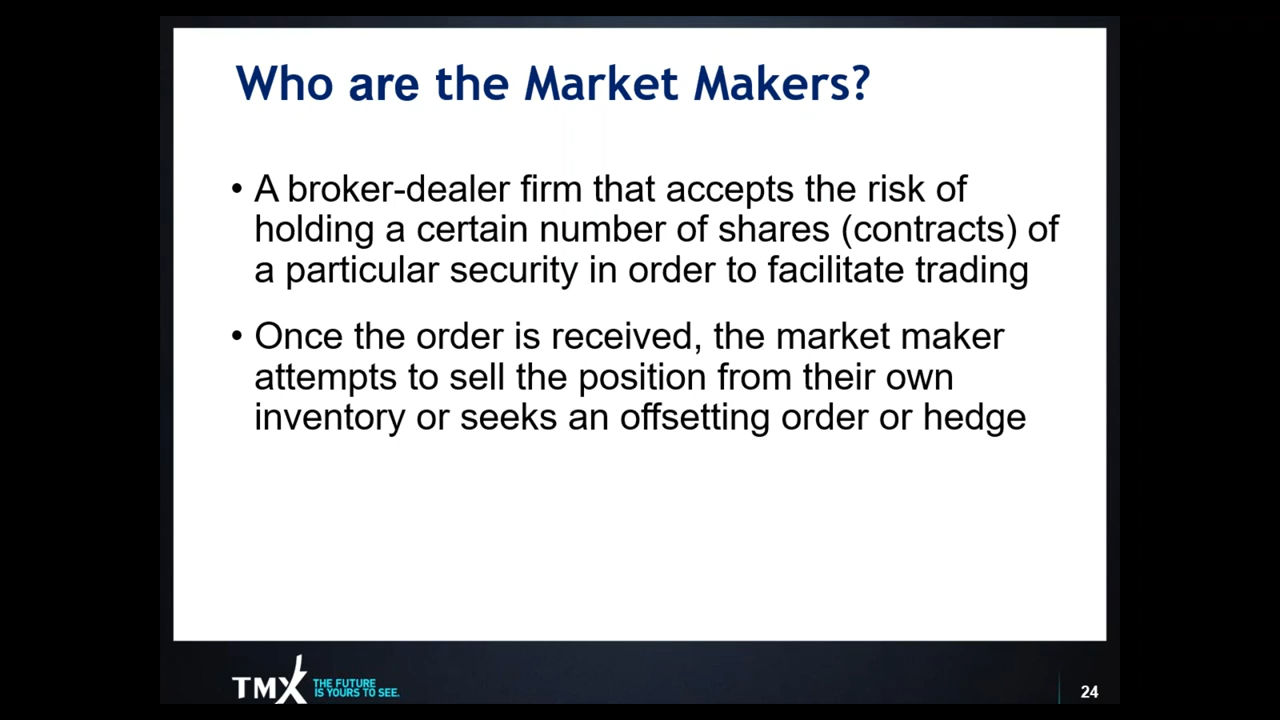 Who are the Market Makers?
• A broker-dealer firm that accepts the risk of
holding a certain number of shares (contracts) of
a particular security in order to facilitate trading
• Once the order is received, the market maker
attempts to sell the position from their own
inventory or seeks an offsetting order or hedge
TMX THE FUTURE
IS YOURS TO SEE.
24